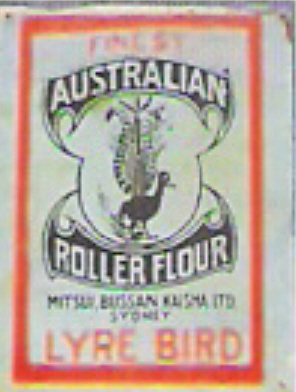 FINEST
AUSTRALIAN
ROLLER FLOUR
MITSUI, BUSSAN KAISHA LTD.
SYDNEY
LYRE BIRD